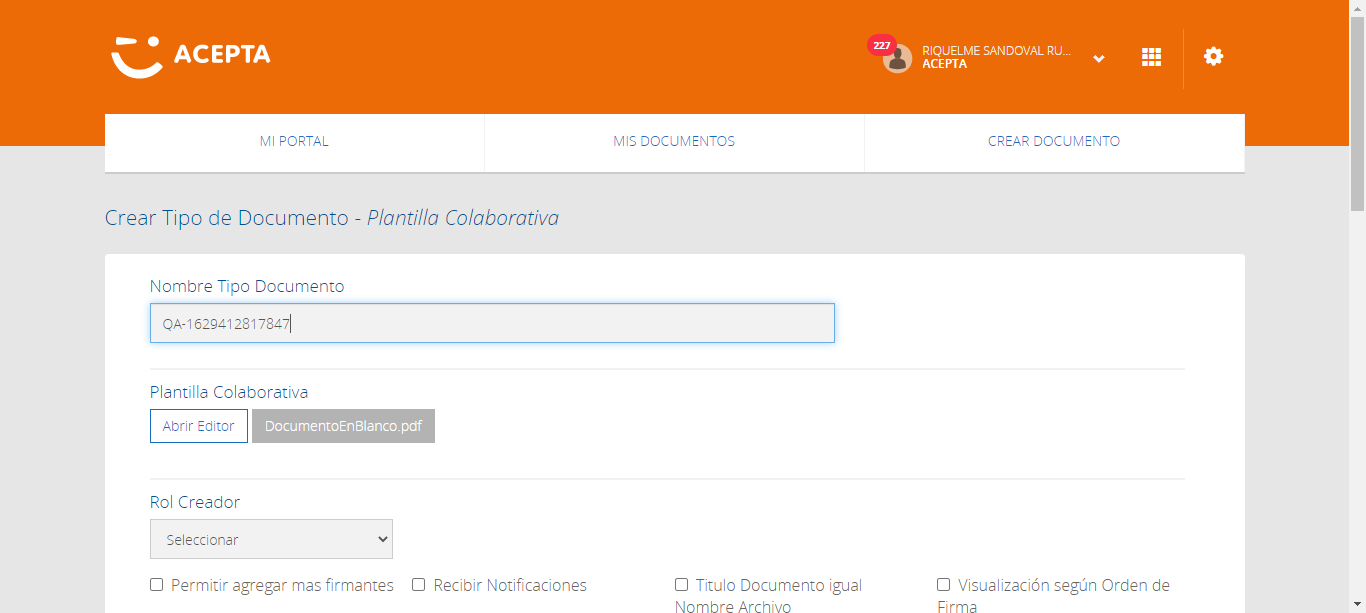 ACEPTA
227
RIQUELME SANDOVAL RU...
ACEPTA
MI PORTAL
MIS DOCUMENTOS
CREAR DOCUMENTO
Crear Tipo de Documento - Plantilla Colaborativa
Nombre Tipo Documento
QA-1629412817847
Plantilla Colaborativa
Abrir Editor
DocumentoEnBlanco.pdf
Rol Creador
Seleccionar
Permitir agregar mas firmantes
Recibir Notificaciones
Titulo Documento igual
Nombre Archivo
Visualización según Orden de
Firma